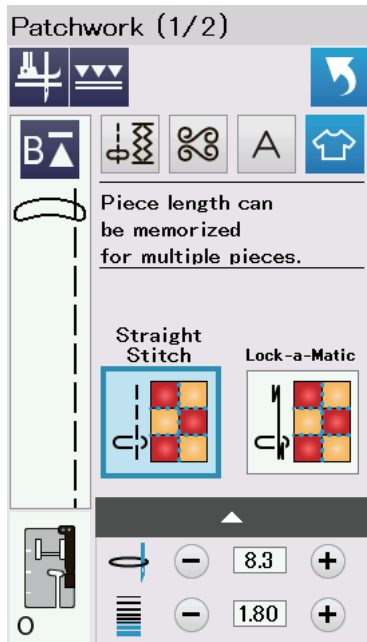 Patchwork (1/2)
B
A
Piece length can
be memorized
for multiple pieces.
Straight
Stitch
Lock-a-Matic
8.3
1.80
O